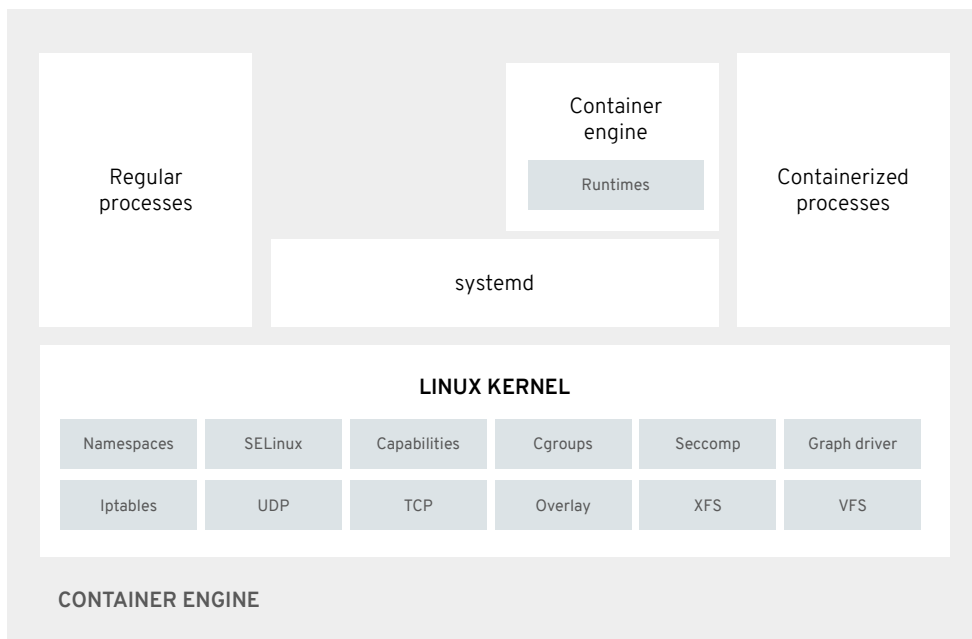 Regular
processes
Container
engine
Runtimes
Containerized
processes
systemd
LINUX KERNEL
Namespaces SELinux Capabilities Cgroups Seccomp Graph driver
Iptables UDP TCP Overlay XFS VFS
CONTAINER ENGINE